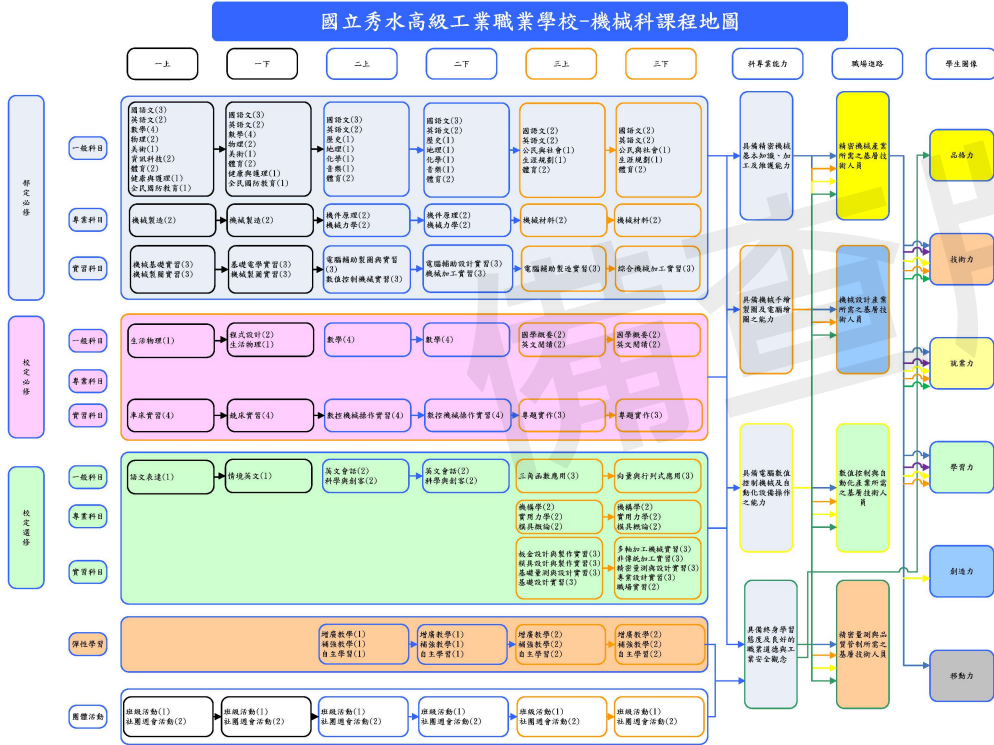 國立秀水高級工業職業學校-機械科課程地圖
一上
一下
二上
二下
三上
三下
科專業能力
職場進路
學生圖像
部定必修
一般科目
國語文(3)
英語文(2)
數學(4)
物理(2)
美術(1)
資訊科技(2)
體育(2)
健康與護理(1)
全民國防教育(1)
國語文(3)
英語文(2)
數學(4)
物理(2)
美術(1)
體育(2)
健康與護理(1)
全民國防教育(1)
國語文(3)
英語文(2)
歷史(1)
地理(1)
化學(1)
音樂(1)
體育(2)
國語文(3)
英語文(2)
歷史(1)
地理(1)
化學(1)
音樂(1)
體育(2)
國語文(2)
英語文(2)
公民與社會(1)
生涯規劃(1)
體育(2)
國語文(2)
英語文(2)
公民與社會(1)
生涯規劃(1)
體育(2)
專業科目
機械製造(2)
機械製造(2)
機件原理(2)
機械力學(2)
機件原理(2)
機械力學(2)
機械材料(2)
機械材料(2)
實習科目
機械基礎實習(3)
機械製圖實習(3)
基礎電學實習(3)
機械製圖實習(3)
電腦輔助製圖與實習
(3)
數值控制機械實習(3)
電腦輔助設計實習(3)
機械加工實習(3)
電腦輔助製造實習(3)
綜合機械加工實習(3)
校定必修
一般科目
生活物理(1)
程式設計(2)
生活物理(1)
數學(4)
數學(4)
國學概要(2)
英文閱讀(2)
國學概要(2)
英文閱讀(2)
專業科目
實習科目
車床實習(4)
銑床實習(4)
數控機械操作實習(4)
數控機械操作實習(4)
專題實作(3)
專題實作(3)
校定選修
一般科目
語文表達(1)
情境英文(1)
英文會話(2)
科學與創客(2)
英文會話(2)
科學與創客(2)
三角函數應用(3)
向量與行列式應用(3)
專業科目
機構學(2)
實用力學(2)
模具概論(2)
機構學(2)
實用力學(2)
模具概論(2)
實習科目
鈑金設計與製作實習(3)
模具設計與製作實習(3)
基礎量測與設計實習(3)
基礎設計實習(3)
多軸加工機械實習(3)
非傳統加工實習(3)
精密量測與設計實習(3)
專業設計實習(3)
職場實習(2)
彈性學習
增廣教學(1)
補強教學(1)
自主學習(1)
增廣教學(1)
補強教學(1)
自主學習(1)
增廣教學(2)
補強教學(2)
自主學習(2)
增廣教學(2)
補強教學(2)
自主學習(2)
團體活動
班級活動(1)
社團週會活動(2)
班級活動(1)
社團週會活動(2)
班級活動(1)
社團週會活動(2)
班級活動(1)
社團週會活動(2)
班級活動(1)
社團週會活動(2)
班級活動(1)
社團週會活動(2)
具備精密機械
基本知識、加
工及維護能力
具備機械手繪
製圖及電腦繪
圖之能力
具備電腦數值
控制機械及自
動化設備操作
之能力
具備終身學習
態度及良好的
職業道德與工
業安全觀念
精密機械產業
所需之基層技
術人員
機械設計產業
所需之基層技
術人員
數值控制與自
動化產業所需
之基層技術人
員
精密量測與品
質管制所需之
基層技術人員
品格力
技術力
就業力
學習力
創造力
移動力
備查